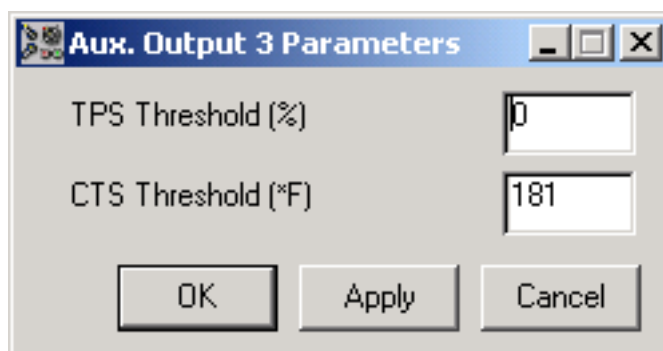 Aux. Output 3 Parameters
TPS Threshold (%) 0
CTS Threshold (*F) 181
OK Apply Cancel